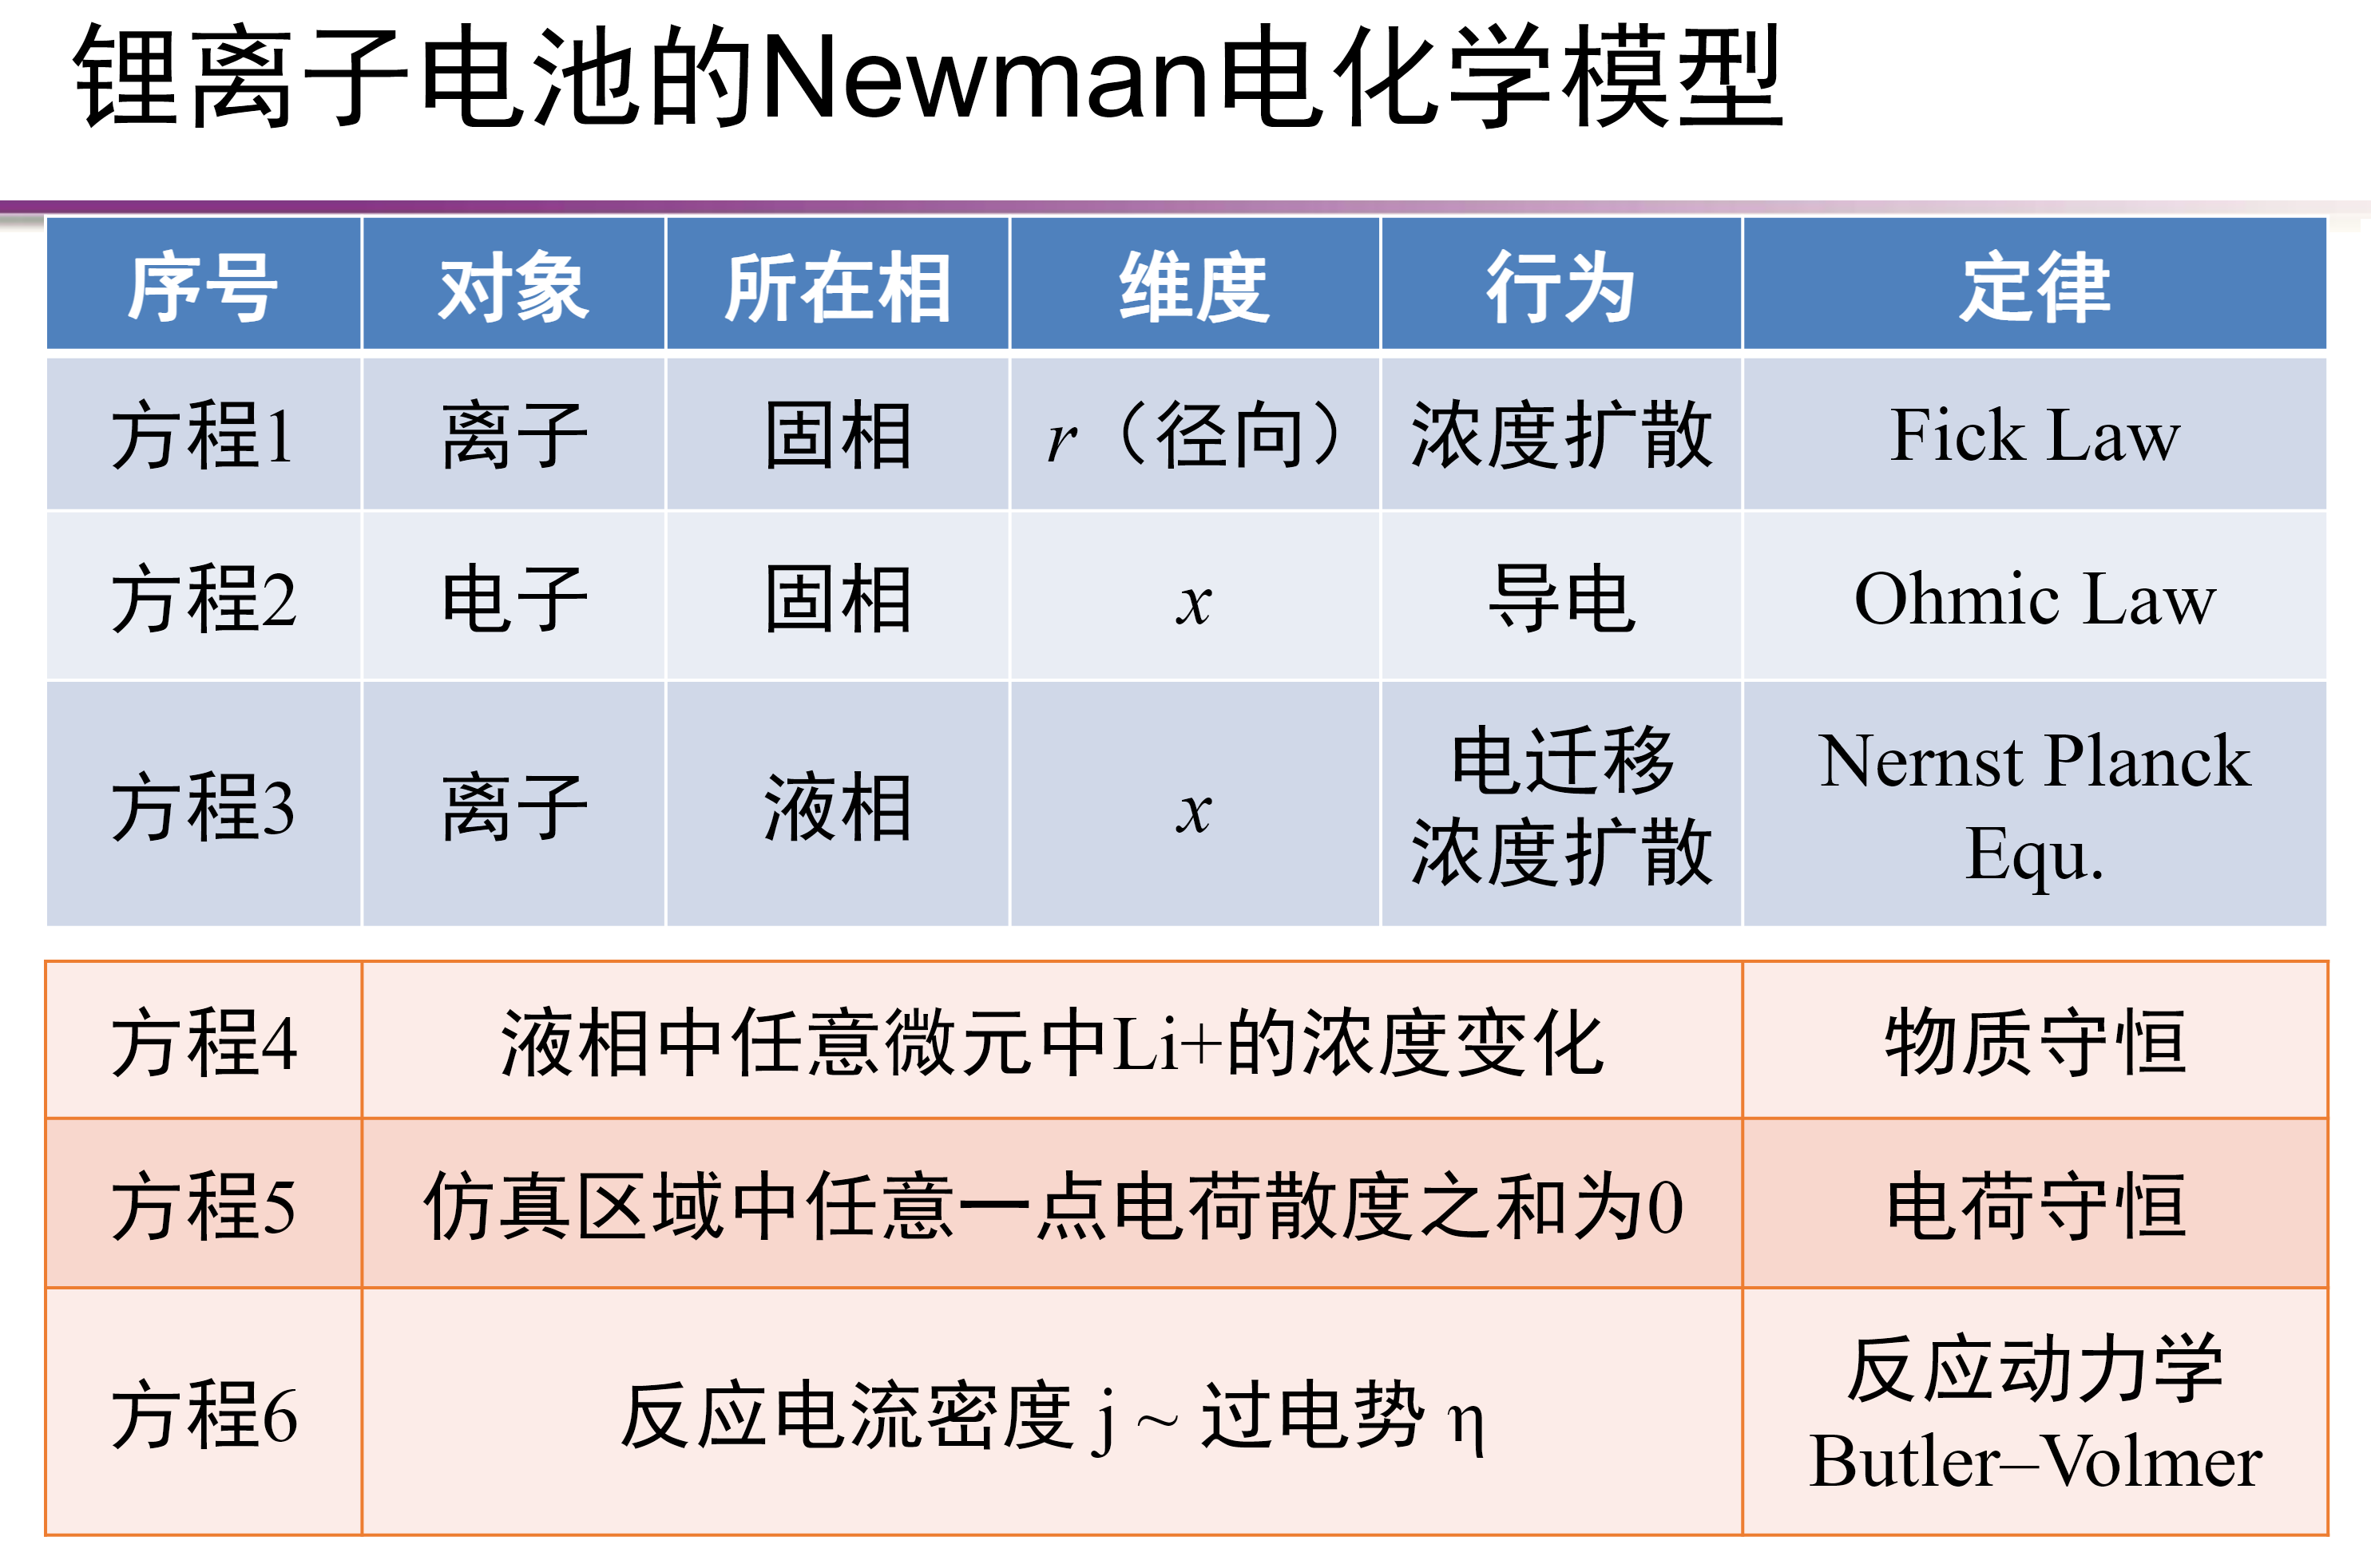 锂离子电池的Newman电化学模型
序号 对象 所在相 维度 行为 定律
方程1 离子 固相 r（径向） 浓度扩散 Fick Law
方程2 电子 固相 x 导电 Ohmic Law
方程3 离子 液相 x 电迁移 Nernst Planck
浓度扩散 Equ.
方程4 液相中任意微元中Li+的浓度变化 物质守恒
方程5 仿真区域中任意一点电荷散度之和为0 电荷守恒
方程6 反应电流密度 j ~ 过电势 η 反应动力学
Butler–Volmer